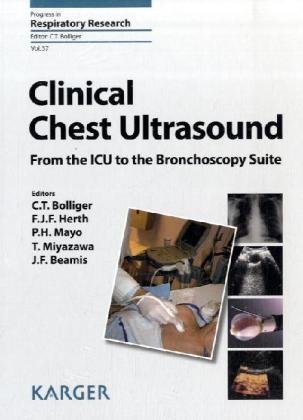 Progress in
Respiratory Research
Editor: C.T. Bolliger
Vol. 37
Clinical
Chest Ultrasound
From the ICU to the Bronchoscopy Suite
Editors
C.T. Bolliger
F.J.F. Herth
P.H. Mayo
T. Miyazawa
J.F. Beamis
KARGER